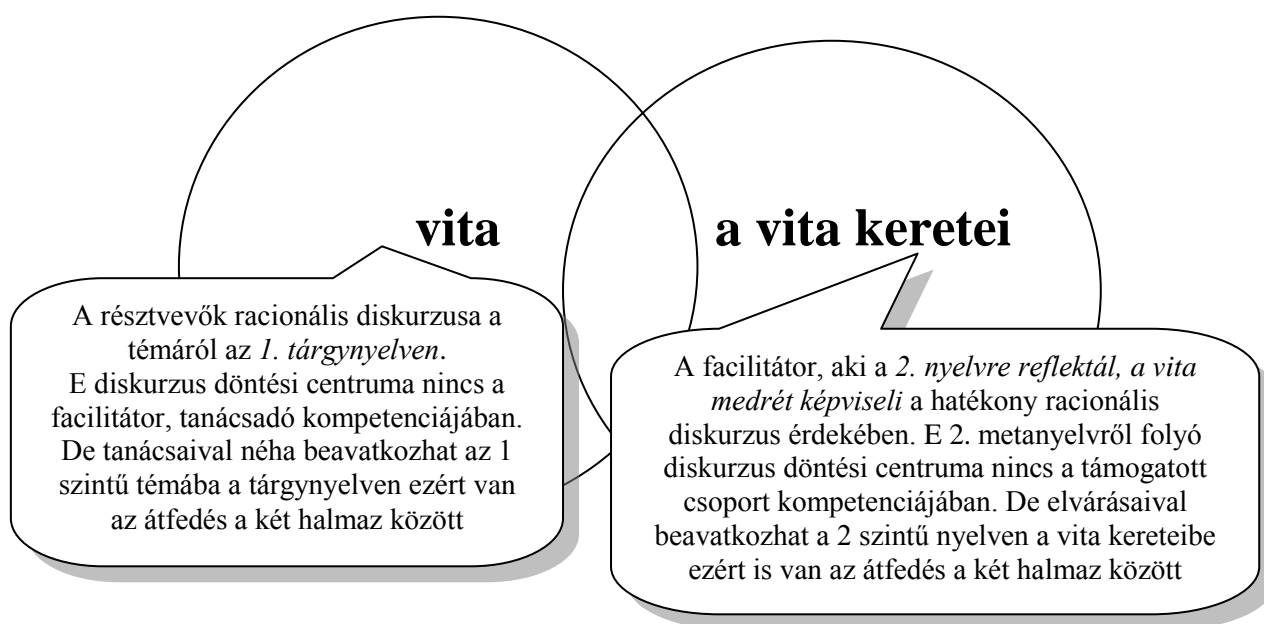 vita
a vita keretei
A résztvevők racionális diskurzusa a
témáról az 1. tárgynyelven.
E diskurzus döntési centruma nincs a
facilitátor, tanácsadó kompetenciájában.
De tanácsaival néha beavatkozhat az 1
szintű témába a tárgynyelven ezért van
az átfedés a két halmaz között
A facilitátor, aki a 2. nyelvre reflektál, a vita
medrét képviseli a hatékony racionális
diskurzus érdekében. E 2. metanyelvről folyó
diskurzus döntési centruma nincs a támogatott
csoport kompetenciájában. De elvárásaival
beavatkozhat a 2 szintű nyelven a vita kereteibe
ezért is van az átfedés a két halmaz között